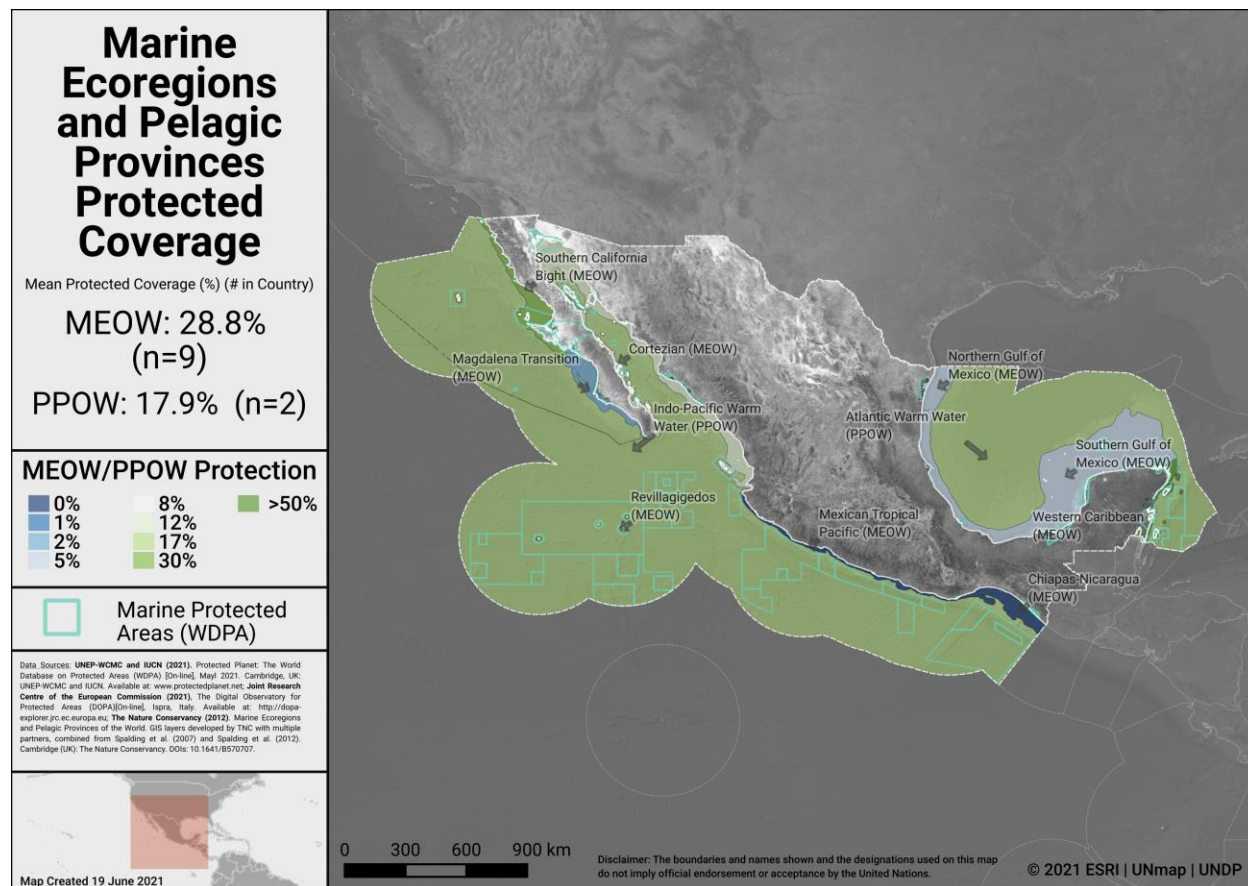 Marine
Ecoregions
and Pelagic
Provinces
Protected
Coverage
Mean Protected Coverage (%) (# in Country)
MEOW: 28.8%
(n=9)
PPOW: 17.9% (n=2)
MEOW/PPOW Protection
0%
1%
2%
5%
8%
12%
17%
30%
>50%
Marine Protected
Areas (WDPA)
Data Sources: UNEP-WCMC and IUCN (2021). Protected Planet: The World
Database on Protected Areas (WDPA) [On-line], Mayl 2021. Cambridge, UK:
UNEP-WCMC and IUCN. Available at: www.protectedplanet.net; Joint Research
Centre of the European Commission (2021), The Digital Observatory for
Protected Areas (DOPA)[On-line], Ispra, Italy. Available at: http://dopa-
explorer.jrc.ec.europa.eu; The Nature Conservancy (2012). Marine Ecoregions
and Pelagic Provinces of the World. GIS layers developed by TNC with multiple
partners, combined from Spalding et al. (2007) and Spalding et al. (2012).
Cambridge (UK): The Nature Conservancy. DOIs: 10.1641/B570707.
Map Created 19 June 2021
Southern California
Bight (MEOW)
Cortezian (MEOW)
Magdalena Transition
(MEOW)
Indo-Pacific Warm
Water (PPOW)
Revillagigedos
(MEOW)
Mexican Tropical
Pacific (MEOW)
Northern Gulf of
Mexico (MEOW)
Atlantic Warm Water
(PPOW)
Southern Gulf of
Mexico (MEOW)
Western Caribbean
(MEOW)
Chiapas-Nicaragua
(MEOW)
0 300 600 900 km
Disclaimer: The boundaries and names shown and the designations used on this map
do not imply official endorsement or acceptance by the United Nations.
© 2021 ESRI | UNmap | UNDP